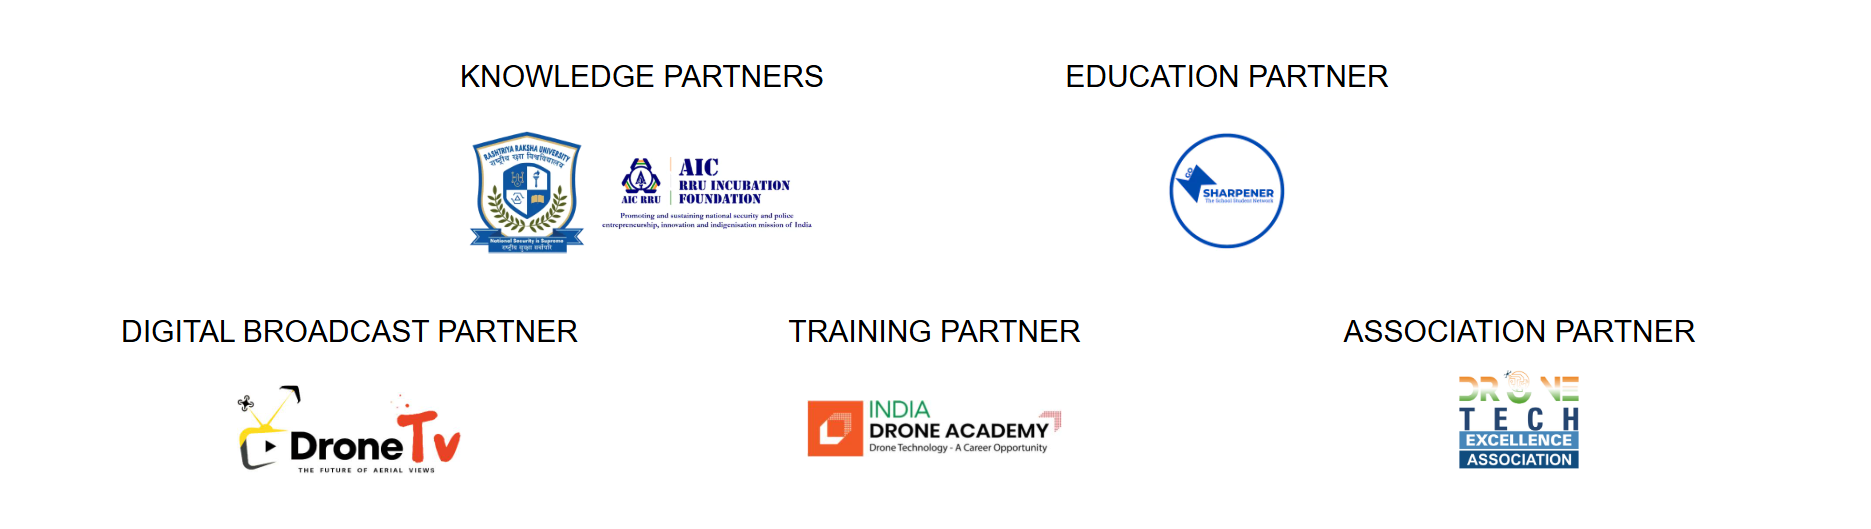 KNOWLEDGE PARTNERS
EDUCATION PARTNER
RASHTRIYA RAKSHA UNIVERSITY
राष्ट्रीय रक्षा विश्वविद्यालय
National Security is Supreme
राष्ट्रीय सुरक्षा सर्वोपरि
AIC RRU
AIC
RRU INCUBATION
FOUNDATION
Promoting and sustaining national security and police
entrepreneurship, innovation and indigenisation mission of India
GO
SHARPENER
The School Student Network
DIGITAL BROADCAST PARTNER
TRAINING PARTNER
ASSOCIATION PARTNER
DroneTv
THE FUTURE OF AERIAL VIEWS
INDIA
DRONE ACADEMY
Drone Technology - A Career Opportunity
DRONE
TECH
EXCELLENCE
ASSOCIATION